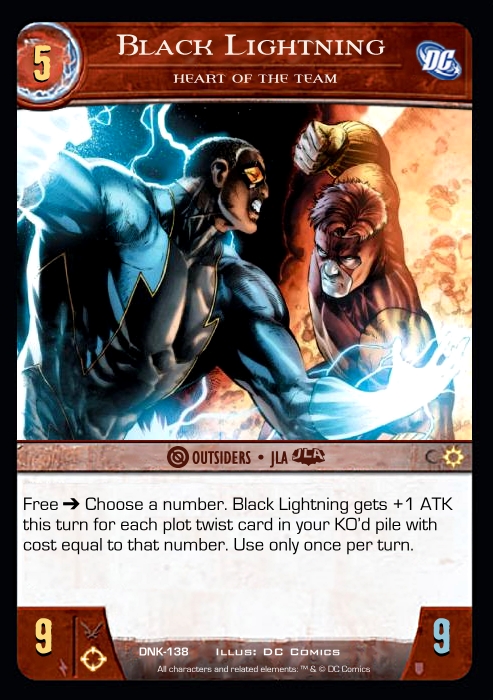 5
BLACK LIGHTNING
DC
HEART OF THE TEAM
OUTSIDERS • JLA JLA
Free ➔ Choose a number. Black Lightning gets +1 ATK
this turn for each plot twist card in your KO'd pile with
cost equal to that number. Use only once per turn.
9
9
DNK-138 ILLUS: DC COMICS
All characters and related elements: ™ & © DC Comics